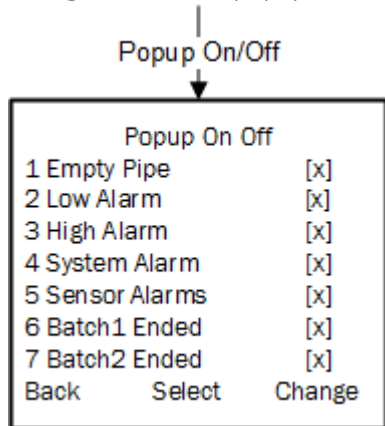 Popup On/Off
Popup On Off
1 Empty Pipe [x]
2 Low Alarm [x]
3 High Alarm [x]
4 System Alarm [x]
5 Sensor Alarms [x]
6 Batch1 Ended [x]
7 Batch2 Ended [x]
Back Select Change